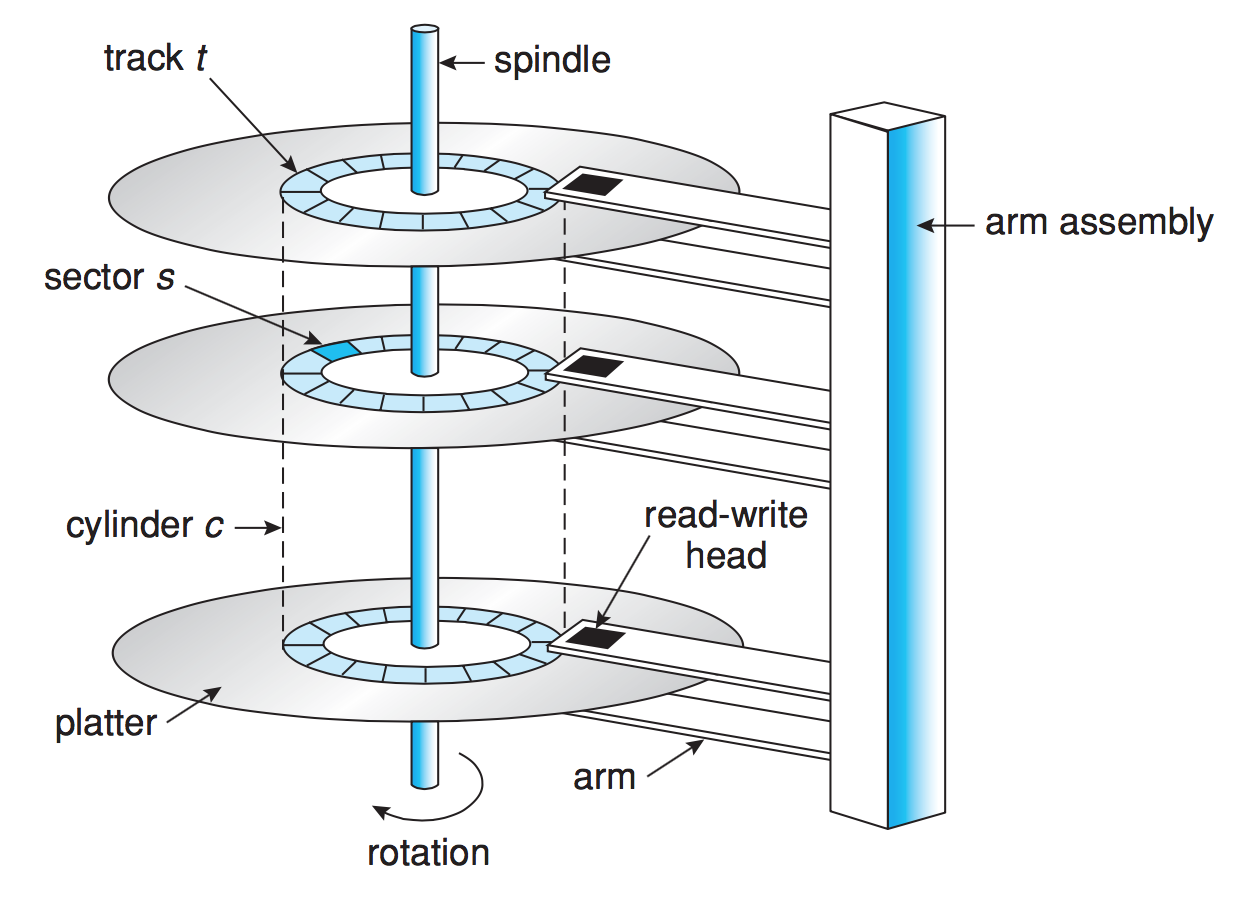 track t
spindle
arm assembly
sector s
cylinder c
read-write
head
platter
arm
rotation